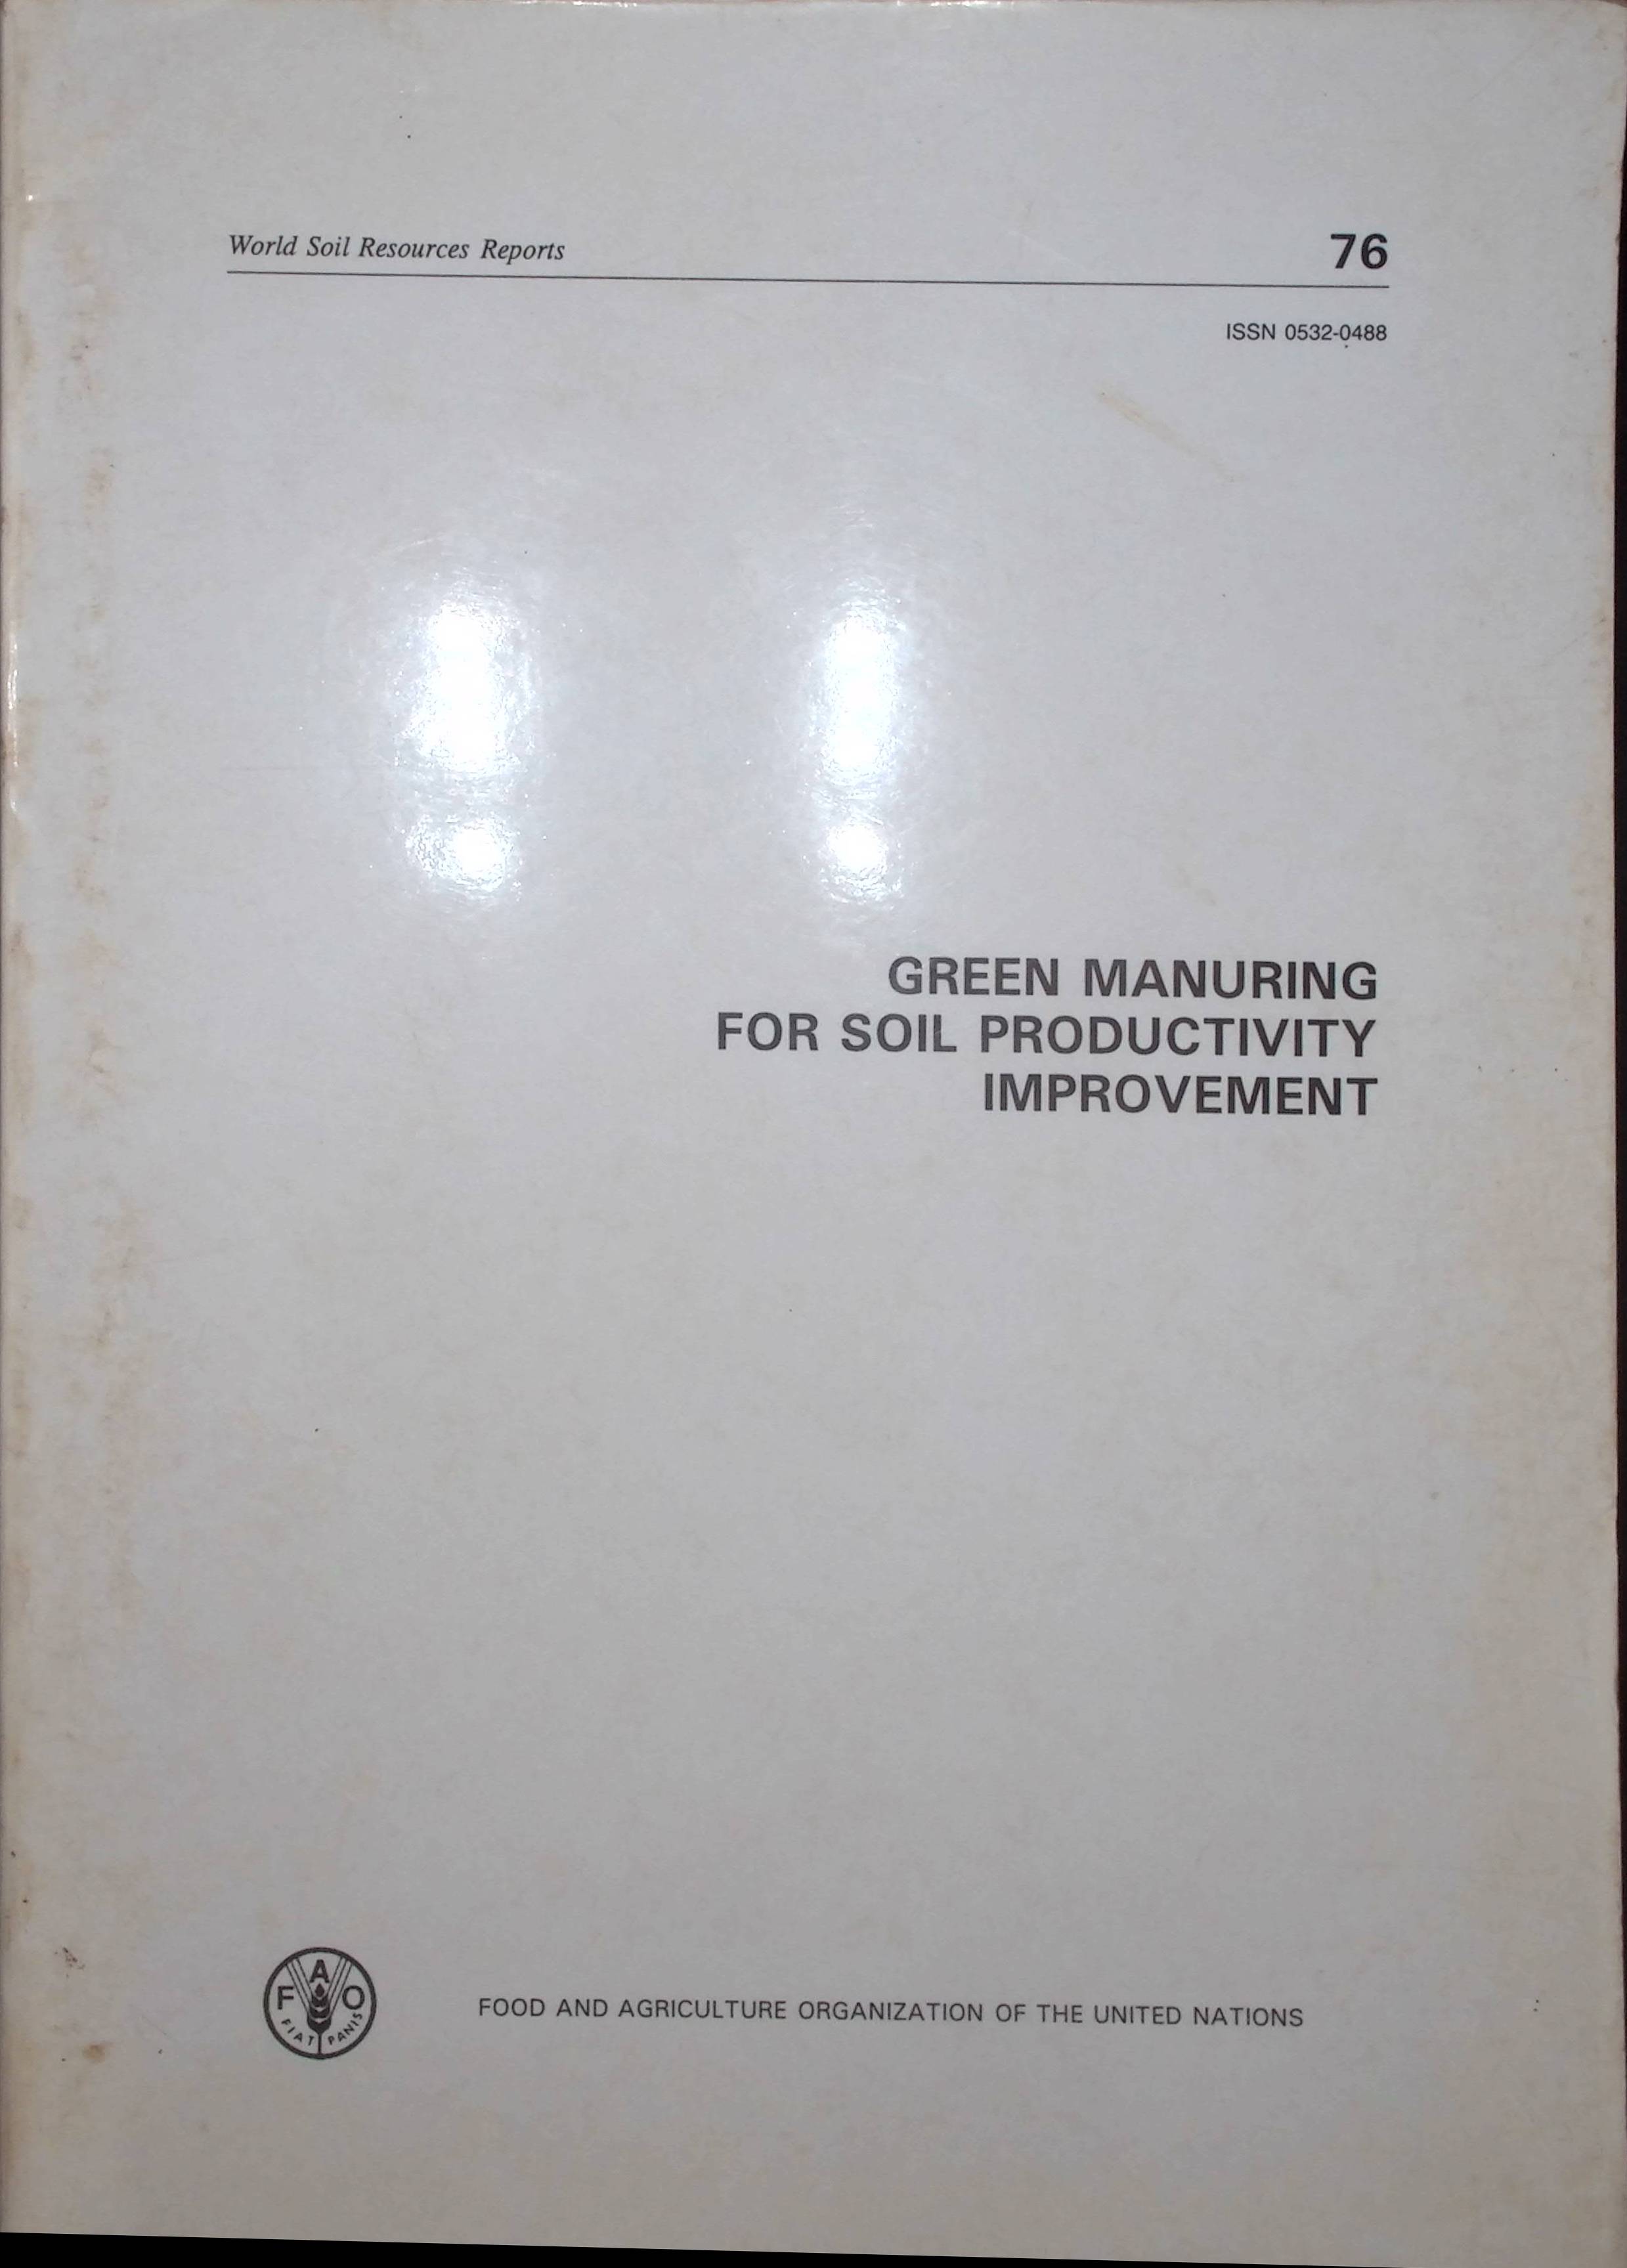 World Soil Resources Reports
76
ISSN 0532-0488
GREEN MANURING
FOR SOIL PRODUCTIVITY
IMPROVEMENT
F A O
FIAT PANIS
FOOD AND AGRICULTURE ORGANIZATION OF THE UNITED NATIONS